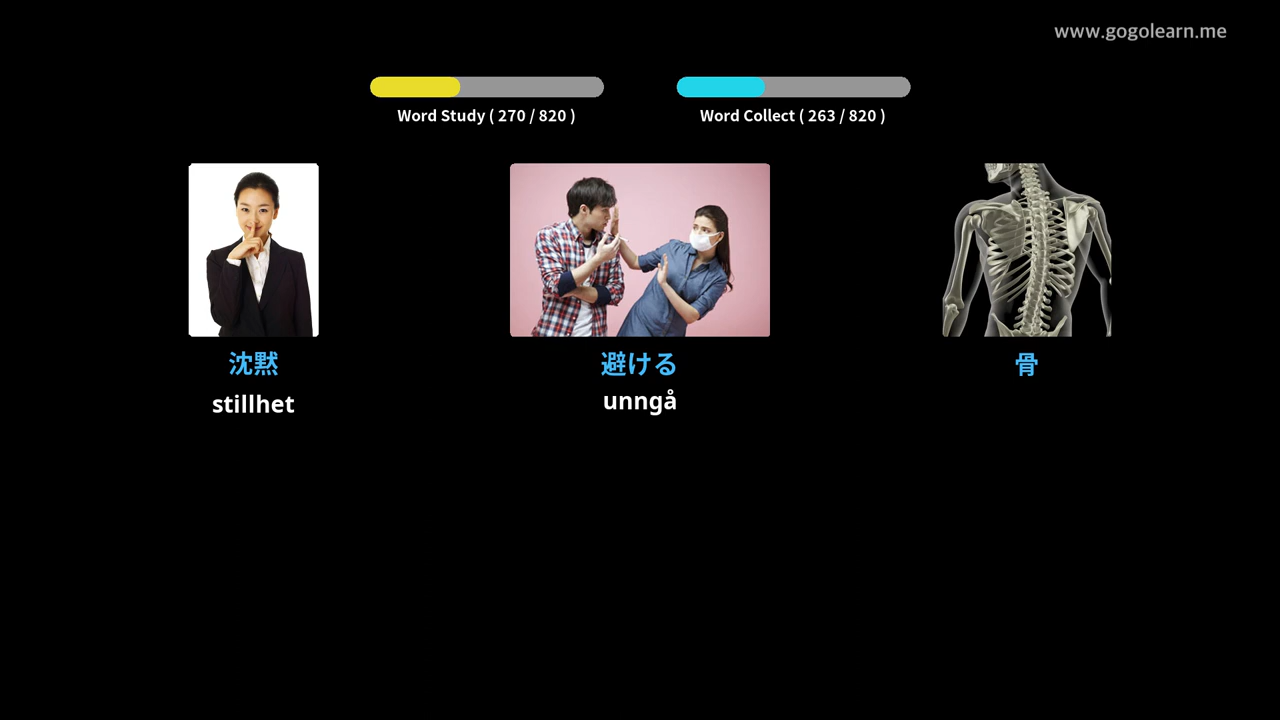 www.gogolearn.me
Word Study ( 270 / 820 )
Word Collect ( 263 / 820 )
沈黙
stillhet
避ける
unngå
骨